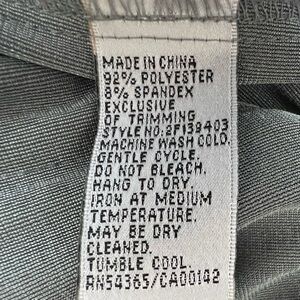 MADE IN CHINA
92% POLYESTER
8% SPANDEX
EXCLUSIVE
OF TRIMMING
STYLE NO:2F139403
MACHINE WASH COLD.
GENTLE CYCLE.
DO NOT BLEACH.
HANG TO DRY.
IRON AT MEDIUM
TEMPERATURE.
MAY BE DRY
CLEANED.
TUMBLE COOL.
RN54365/CA00142